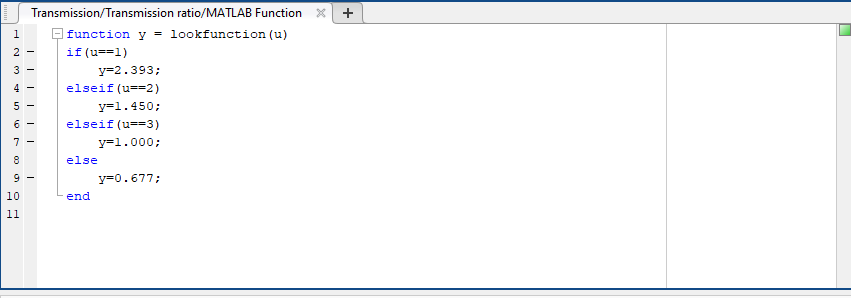 Transmission/Transmission ratio/MATLAB Function
1 function y = lookfunction(u)
2 – if(u==1)
3 – y=2.393;
4 – elseif(u==2)
5 – y=1.450;
6 – elseif(u==3)
7 – y=1.000;
8 else
9 – y=0.677;
10 end
11